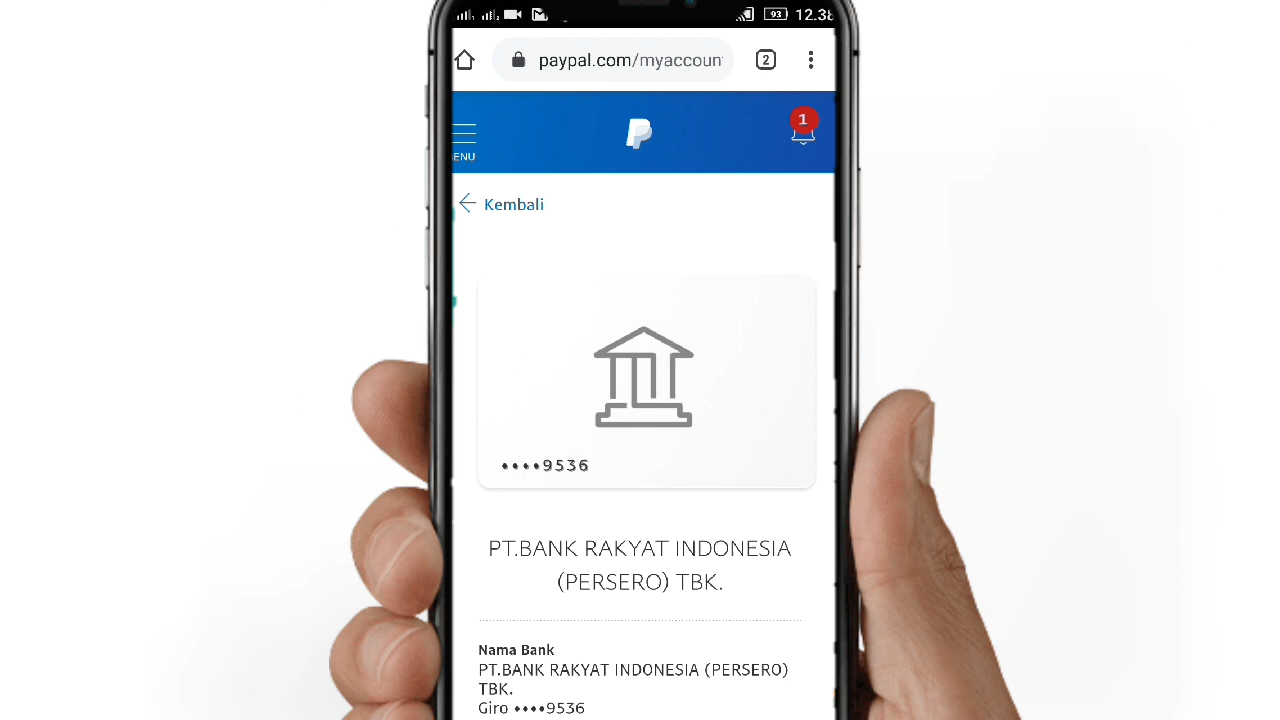 93 12.38
paypal.com/myaccoun
2
1
ENU
Kembali
••••9536
PT.BANK RAKYAT INDONESIA
(PERSERO) TBK.
Nama Bank
PT.BANK RAKYAT INDONESIA (PERSERO)
TBK.
Giro ••••9536